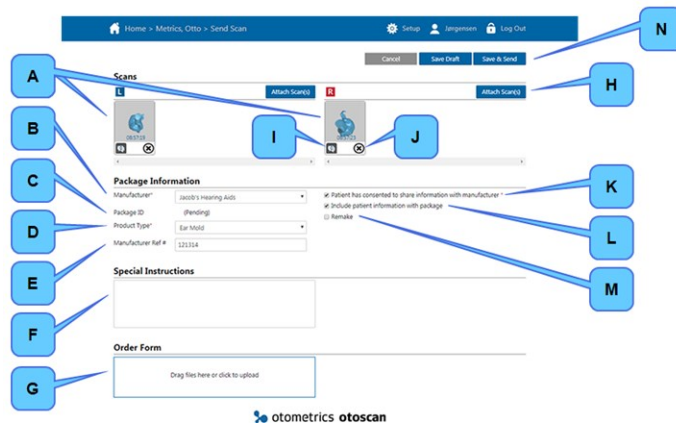 Home > Metrics, Otto > Send Scan Setup Jørgensen Log Out
N
Cancel Save Draft Save & Send
Scans
A
L Attach Scan(s) R Attach Scan(s)
H
B
I
J
C
Package Information
Manufacturer* Jacob's Hearing Aids Patient has consented to share information with manufacturer *
K
Package ID (Pending) Include patient information with package
D
Product Type* Ear Mold Remake
L
Manufacturer Ref # 121314
E
Special Instructions
M
F
Order Form
G
Drag files here or click to upload
otometrics otoscan